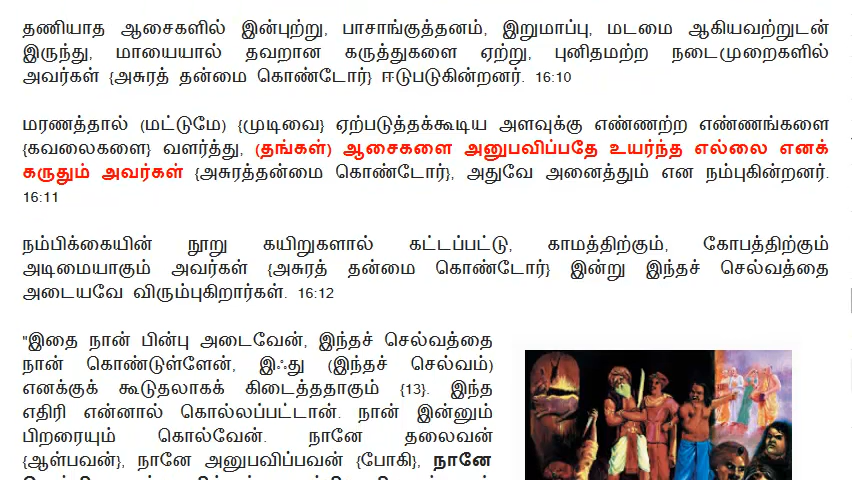 தணியாத ஆசைகளில் இன்புற்று, பாசாங்குத்தனம், இறுமாப்பு, மடமை ஆகியவற்றுடன்
இருந்து, மாயையால் தவறான கருத்துகளை ஏற்று, புனிதமற்ற நடைமுறைகளில்
அவர்கள் {அசுரத் தன்மை கொண்டோர்} ஈடுபடுகின்றனர். 16:10
மரணத்தால் (மட்டுமே) {முடிவை} ஏற்படுத்தக்கூடிய அளவுக்கு எண்ணற்ற எண்ணங்களை
{கவலைகளை} வளர்த்து, (தங்கள்) ஆசைகளை அனுபவிப்பதே உயர்ந்த எல்லை எனக்
கருதும் அவர்கள் {அசுரத்தன்மை கொண்டோர்}, அதுவே அனைத்தும் என நம்புகின்றனர்.
16:11
நம்பிக்கையின் நூறு கயிறுகளால் கட்டப்பட்டு, காமத்திற்கும், கோபத்திற்கும்
அடிமையாகும் அவர்கள் {அசுரத் தன்மை கொண்டோர்} இன்று இந்தச் செல்வத்தை
அடையவே விரும்புகிறார்கள். 16:12
"இதை நான் பின்பு அடைவேன், இந்தச் செல்வத்தை
நான் கொண்டுள்ளேன், இஃது (இந்தச் செல்வம்)
எனக்குக் கூடுதலாகக் கிடைத்ததாகும் {13}. இந்த
எதிரி என்னால் கொல்லப்பட்டான். நான் இன்னும்
பிறரையும் கொல்வேன். நானே தலைவன்
{ஆள்பவன்}, நானே அனுபவிப்பவன் {போகி}, நானே